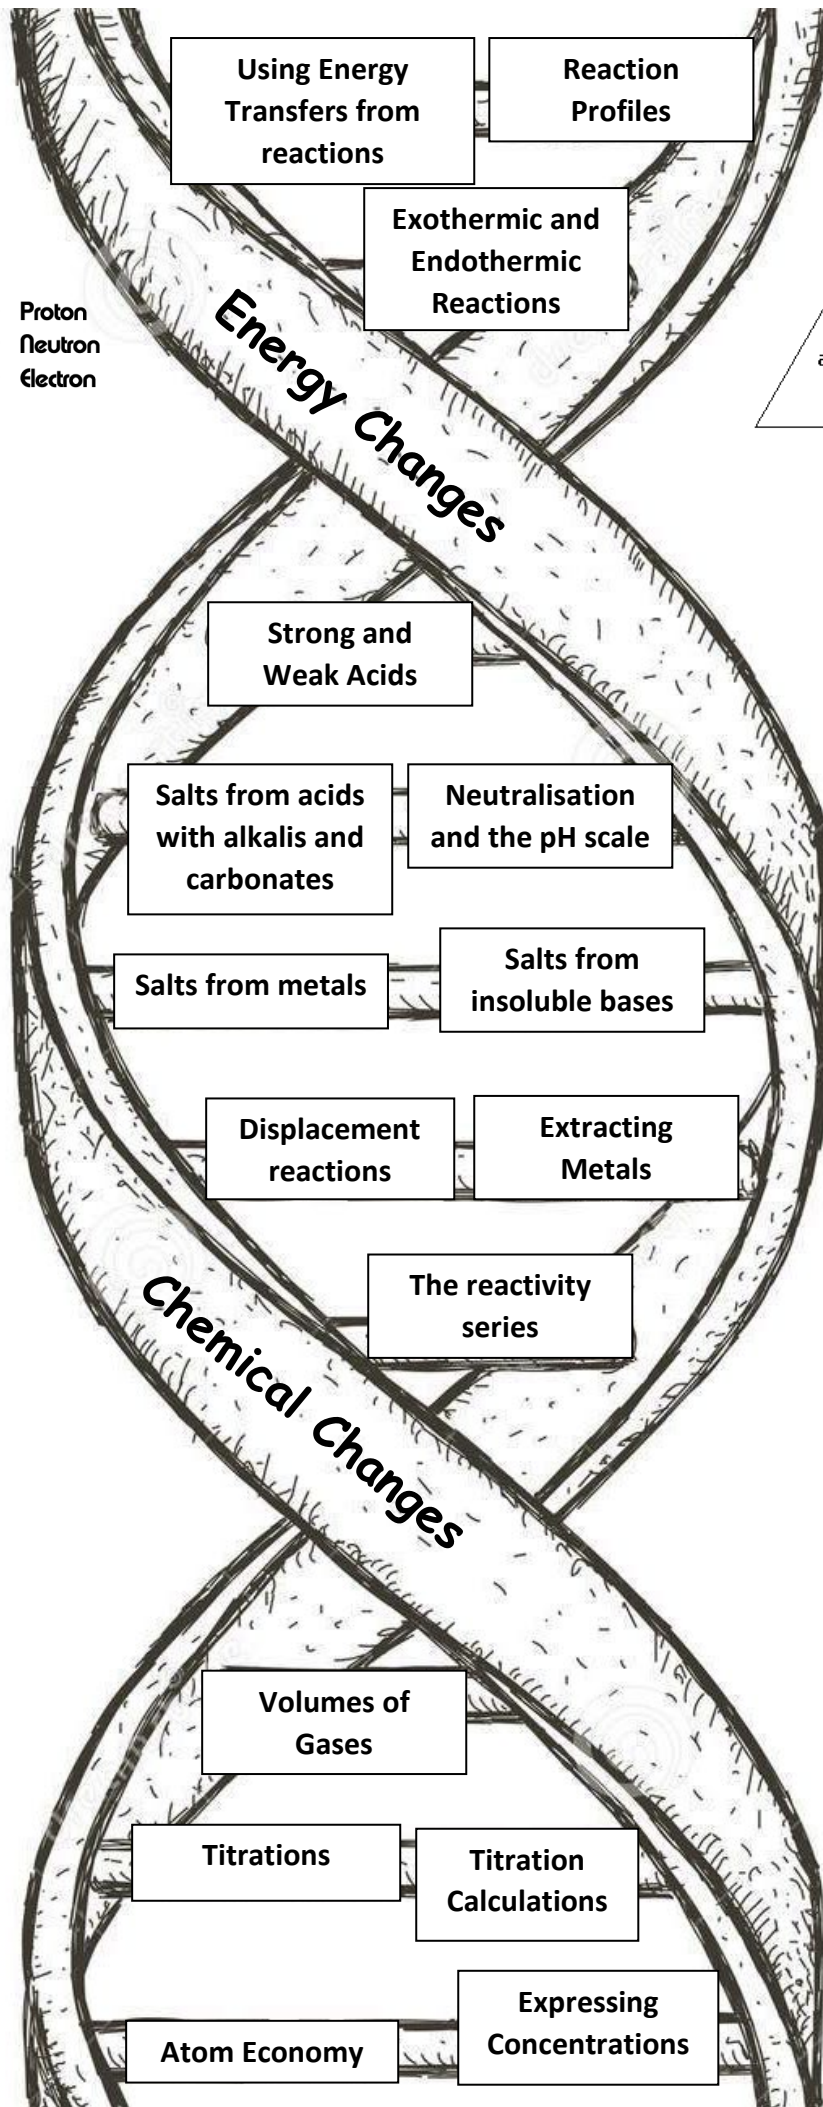 Using Energy
Transfers from
reactions
Reaction
Profiles
Exothermic and
Endothermic
Reactions
Proton
Neutron
Electron
Energy Changes
Strong and
Weak Acids
Salts from acids
with alkalis and
carbonates
Neutralisation
and the pH scale
Salts from metals
Salts from
insoluble bases
Displacement
reactions
Extracting
Metals
The reactivity
series
Chemical Changes
Volumes of
Gases
Titrations
Titration
Calculations
Expressing
Concentrations
Atom Economy